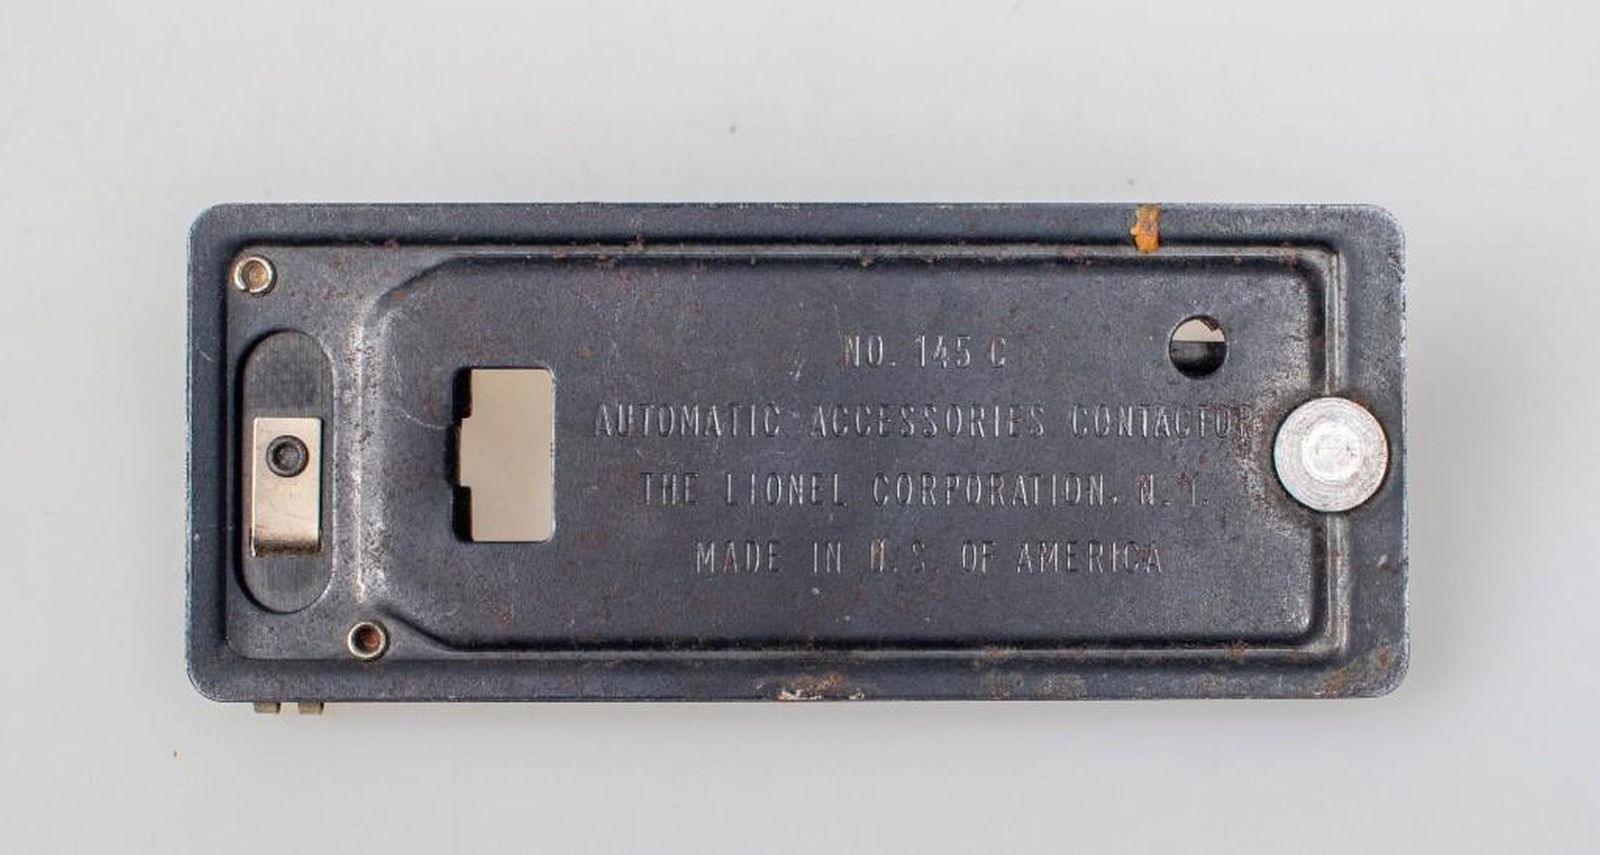 NO. 145 C
AUTOMATIC ACCESSORIES CONTACTOR
THE LIONEL CORPORATION, N. Y.
MADE IN U. S. OF AMERICA